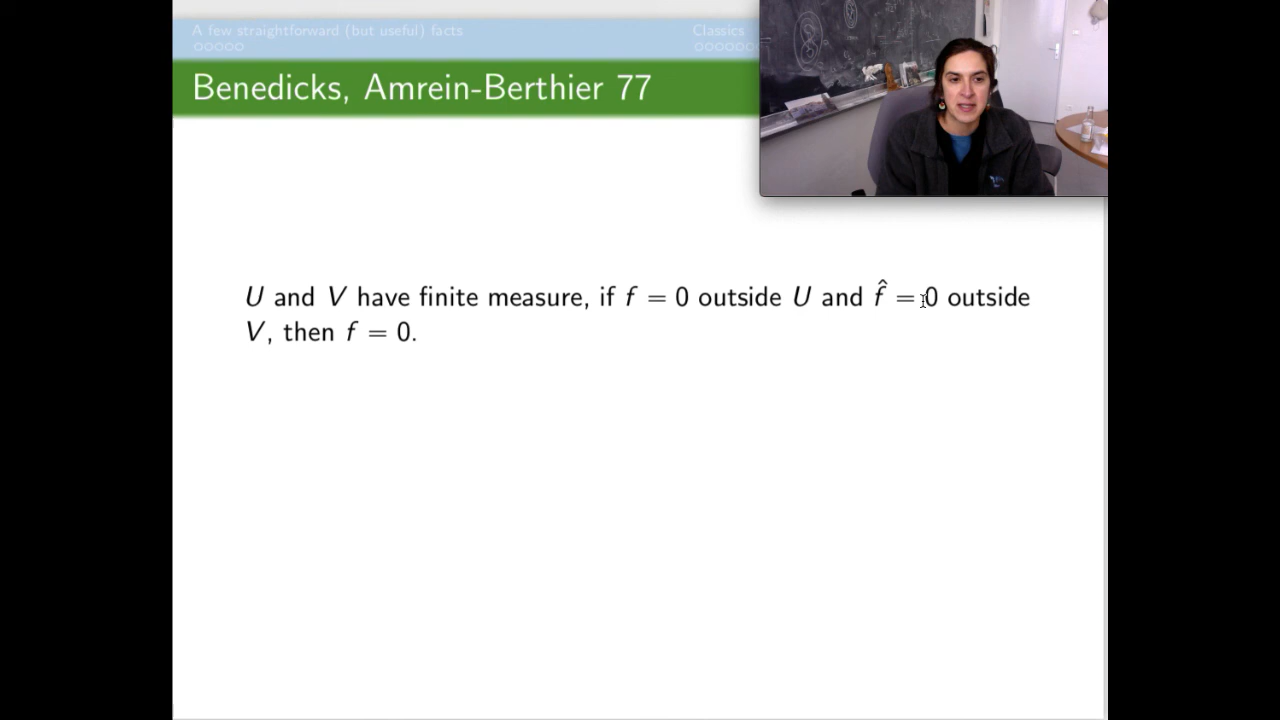 A few straightforward (but useful) facts
Classics
Benedicks, Amrein-Berthier 77
U and V have finite measure, if f = 0 outside U and f̂ = 0 outside
V, then f = 0.